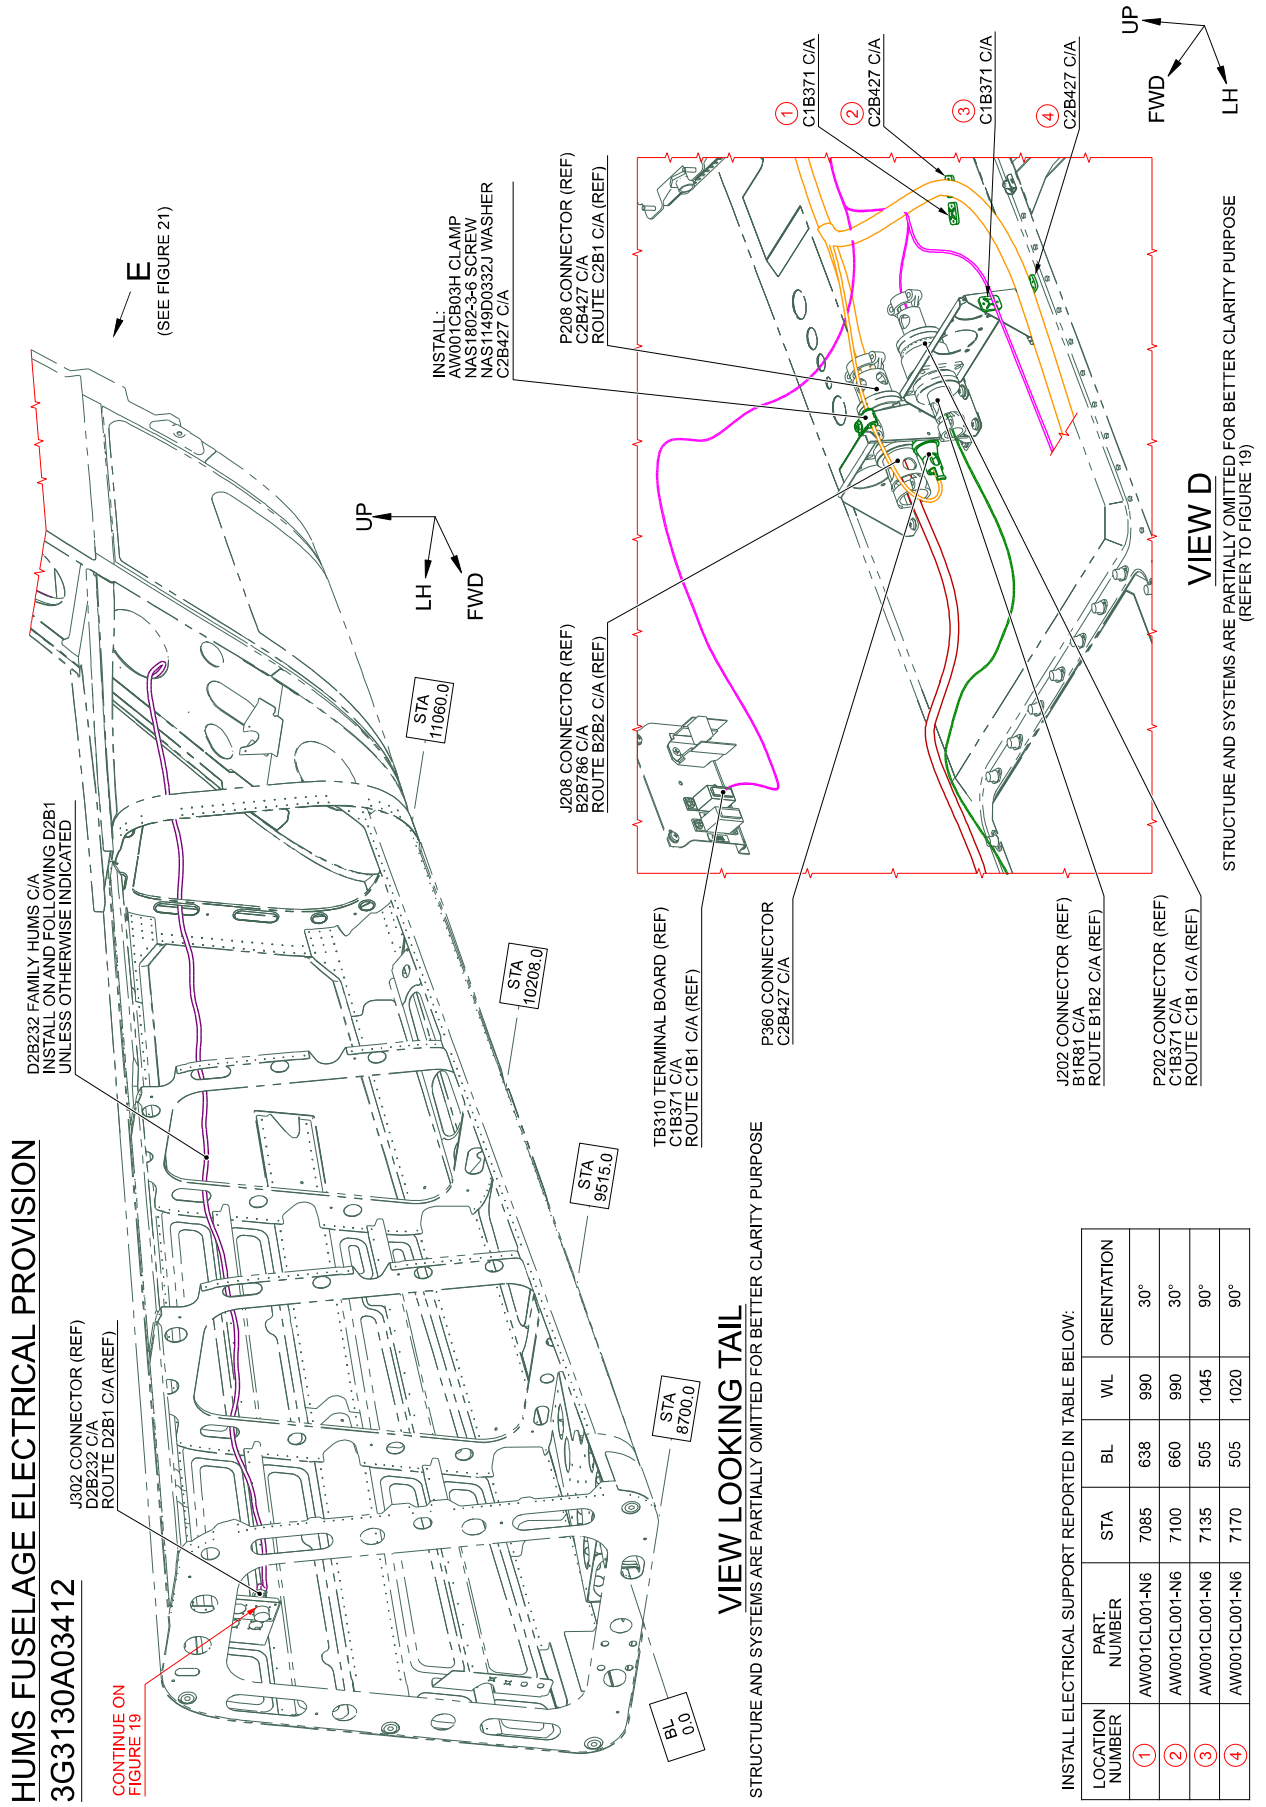 HUMS FUSELAGE ELECTRICAL PROVISION
3G3130A03412
CONTINUE ON
FIGURE 19
J302 CONNECTOR (REF)
D2B232 C/A
ROUTE D2B1 C/A (REF)
D2B232 FAMILY HUMS C/A
INSTALL ON AND FOLLOWING D2B1
UNLESS OTHERWISE INDICATED
E
(SEE FIGURE 21)
UP
LH
FWD
STA
11060.0
STA
10208.0
STA
9515.0
STA
8700.0
BL
0.0
VIEW LOOKING TAIL
STRUCTURE AND SYSTEMS ARE PARTIALLY OMITTED FOR BETTER CLARITY PURPOSE
INSTALL:
AW001CB03H CLAMP
NAS1802-3-6 SCREW
NAS1149D0332J WASHER
C2B427 C/A
P208 CONNECTOR (REF)
C2B427 C/A
ROUTE C2B1 C/A (REF)
J208 CONNECTOR (REF)
B2B786 C/A
ROUTE B2B2 C/A (REF)
TB310 TERMINAL BOARD (REF)
C1B371 C/A
ROUTE C1B1 C/A (REF)
P360 CONNECTOR
C2B427 C/A
J202 CONNECTOR (REF)
B1R81 C/A
ROUTE B1B2 C/A (REF)
P202 CONNECTOR (REF)
C1B371 C/A
ROUTE C1B1 C/A (REF)
1
C1B371 C/A
2
C2B427 C/A
3
C1B371 C/A
4
C2B427 C/A
UP
FWD
LH
VIEW D
STRUCTURE AND SYSTEMS ARE PARTIALLY OMITTED FOR BETTER CLARITY PURPOSE
(REFER TO FIGURE 19)
INSTALL ELECTRICAL SUPPORT REPORTED IN TABLE BELOW:
LOCATION NUMBER PART. NUMBER STA BL WL ORIENTATION
1 AW001CL001-N6 7085 638 990 30°
2 AW001CL001-N6 7100 660 990 30°
3 AW001CL001-N6 7135 505 1045 90°
4 AW001CL001-N6 7170 505 1020 90°